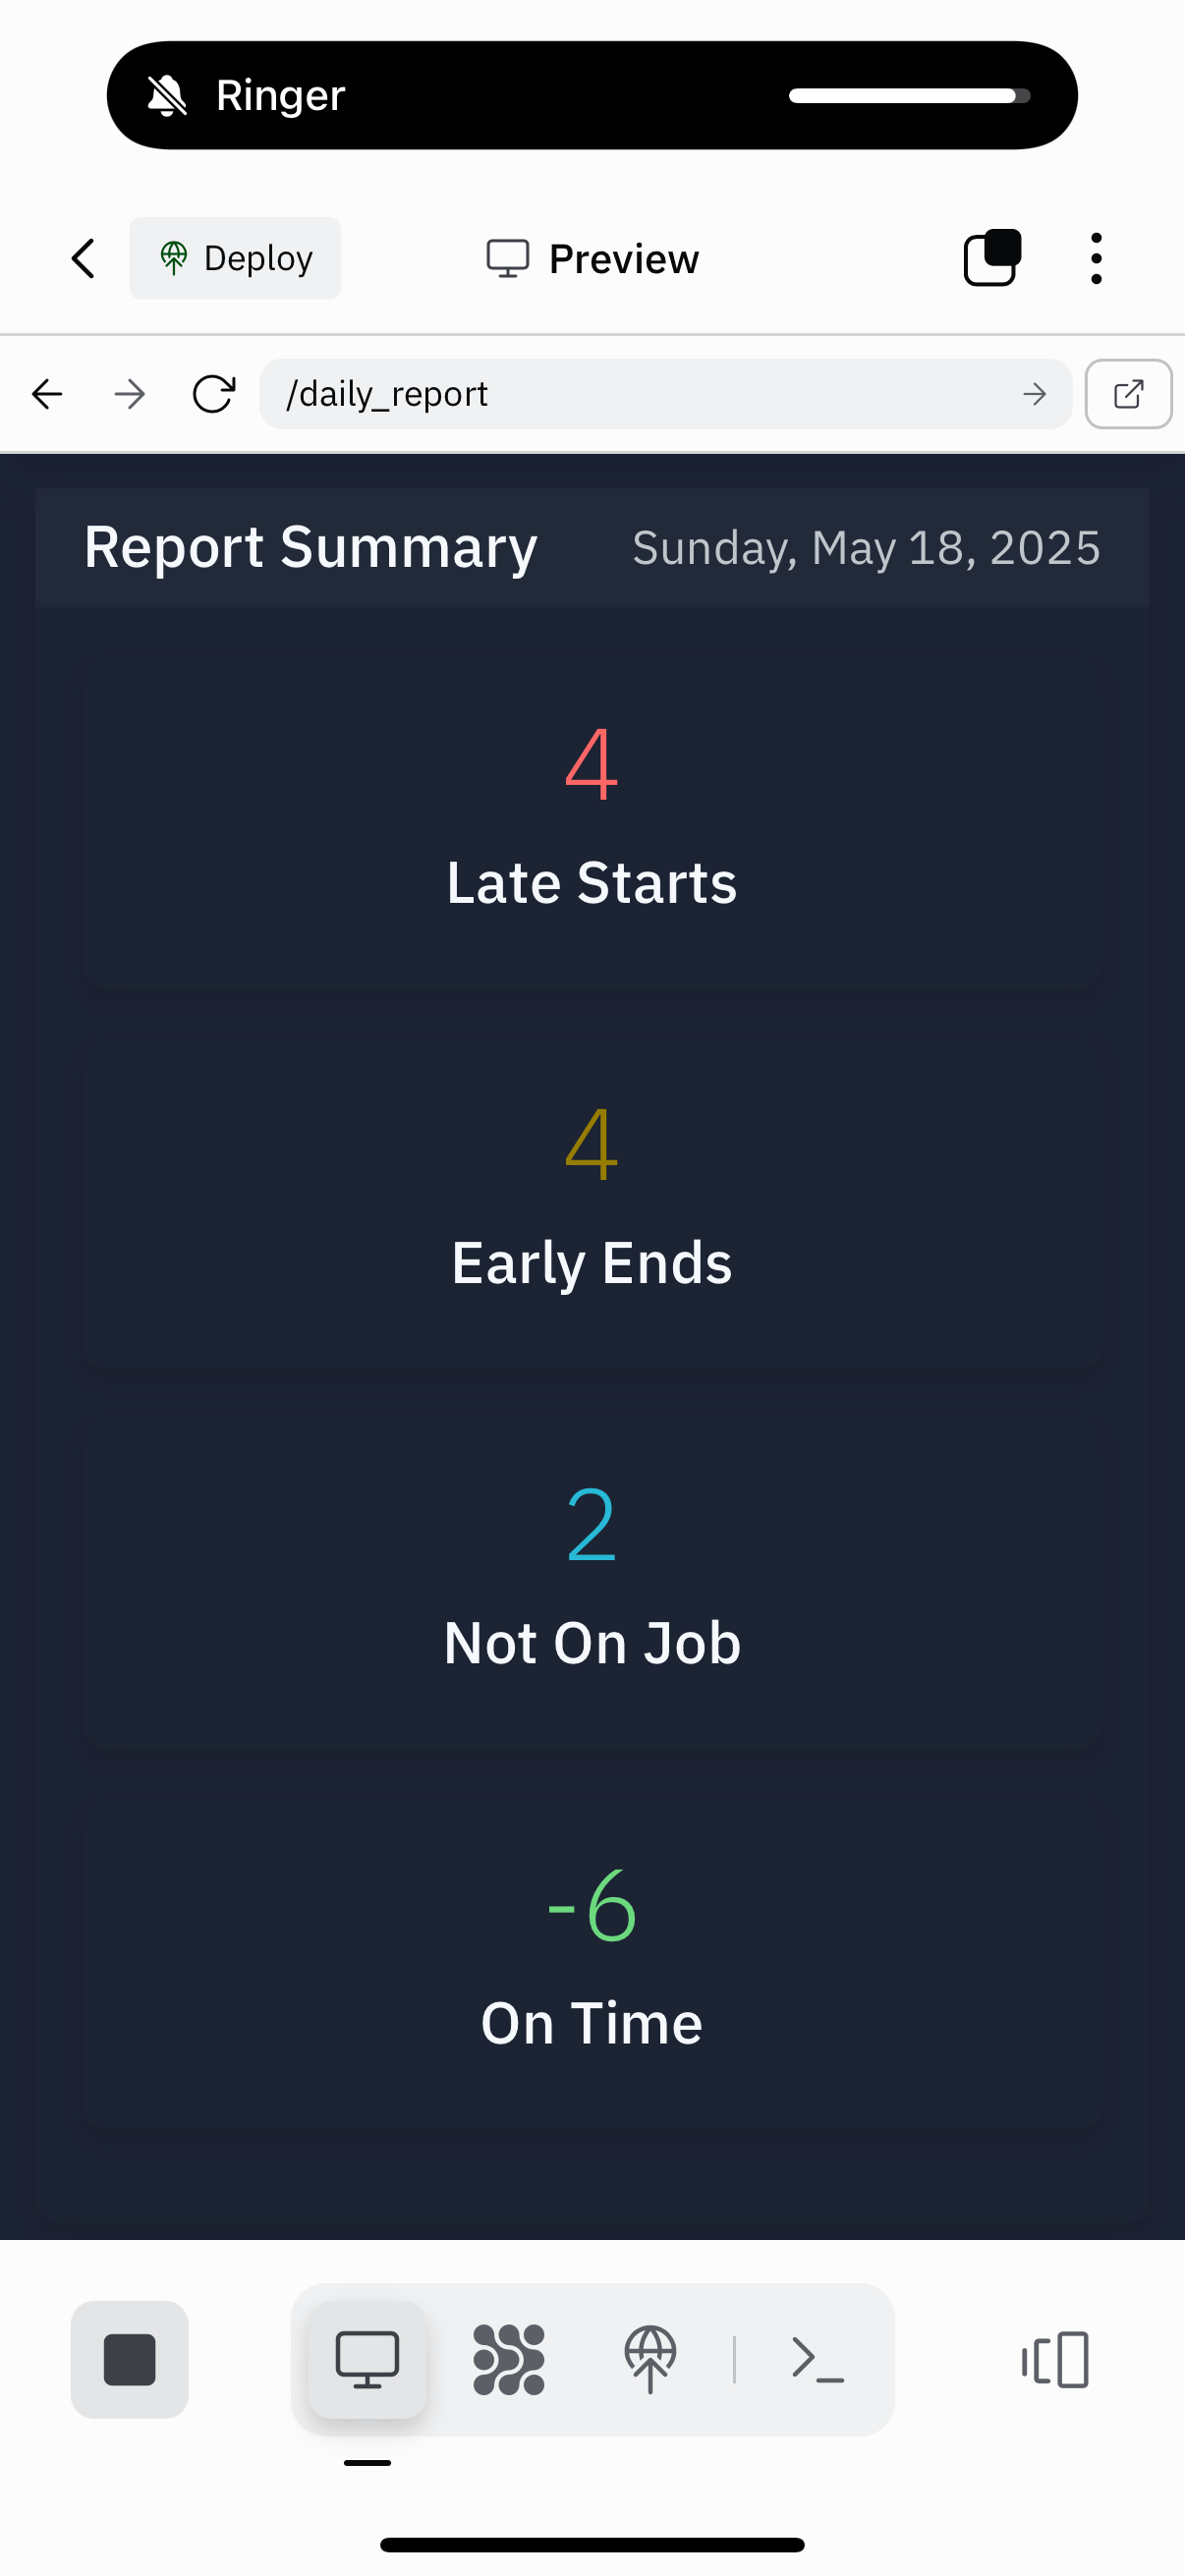 Ringer
Deploy
Preview
/daily_report
Report Summary
Sunday, May 18, 2025
4
Late Starts
4
Early Ends
2
Not On Job
-6
On Time